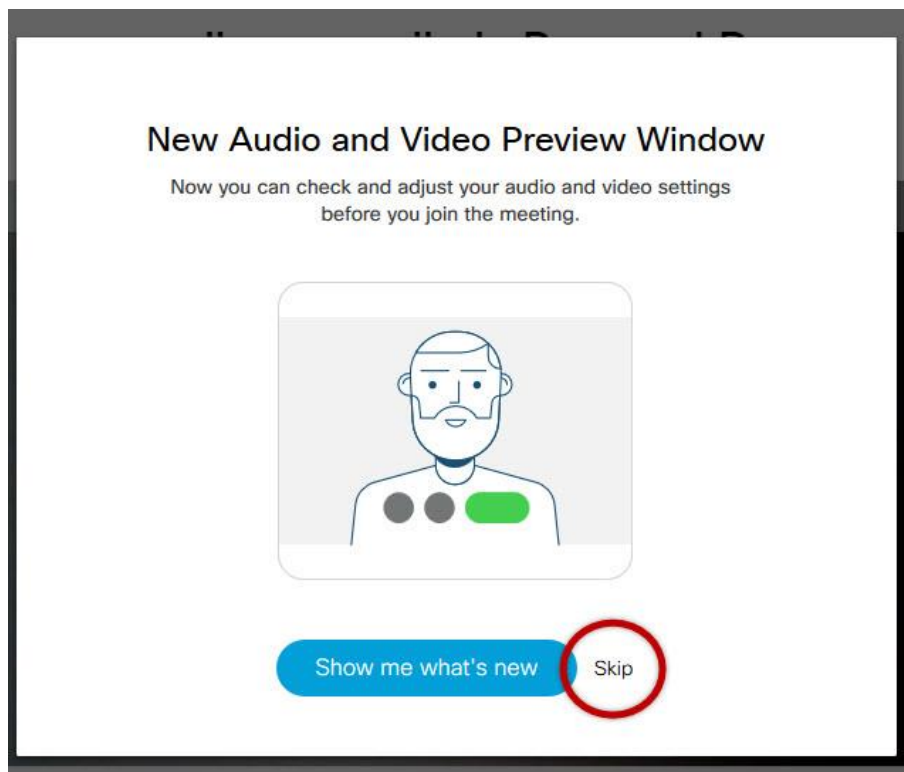 New Audio and Video Preview Window
Now you can check and adjust your audio and video settings
before you join the meeting.
Show me what's new
Skip